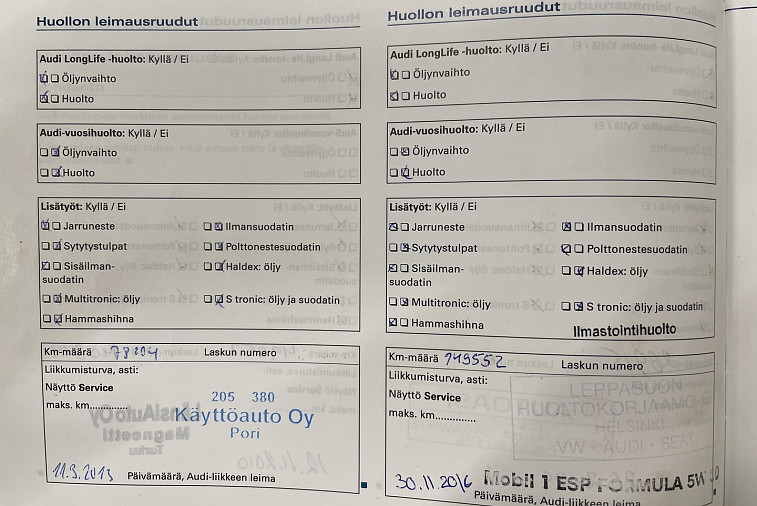 Huollon leimausruudut
Audi LongLife -huolto: Kyllä / Ei
Öljynvaihto
Huolto
Audi-vuosihuolto: Kyllä / Ei
Öljynvaihto
Huolto
Lisätyöt: Kyllä / Ei
Jarruneste Ilmansuodatin
Sytytystulpat Polttonestesuodatin
Sisäilman- Haldex: öljy
suodatin
Multitronic: öljy S tronic: öljy ja suodatin
Hammashihna
Km-määrä 78204 Laskun numero
Liikkumisturva, asti:
Näyttö Service
maks. km.............
205 380
Käyttöauto Oy
Pori
11.3.2013 Päivämäärä, Audi-liikkeen leima
Huollon leimausruudut
Audi LongLife -huolto: Kyllä / Ei
Öljynvaihto
Huolto
Audi-vuosihuolto: Kyllä / Ei
Öljynvaihto
Huolto
Lisätyöt: Kyllä / Ei
Jarruneste Ilmansuodatin
Sytytystulpat Polttonestesuodatin
Sisäilman- Haldex: öljy
suodatin
Multitronic: öljy S tronic: öljy ja suodatin
Hammashihna
Ilmastointihuolto
Km-määrä 149552 Laskun numero
Liikkumisturva, asti:
Näyttö Service
maks. km.............
LEPPÄSUON
HUOLTOKORJAAMO
HELSINKI
VW - AUDI - SEAT
30.11.2016 Mobil 1 ESP FORMULA 5W
Päivämäärä, Audi-liikkeen leima